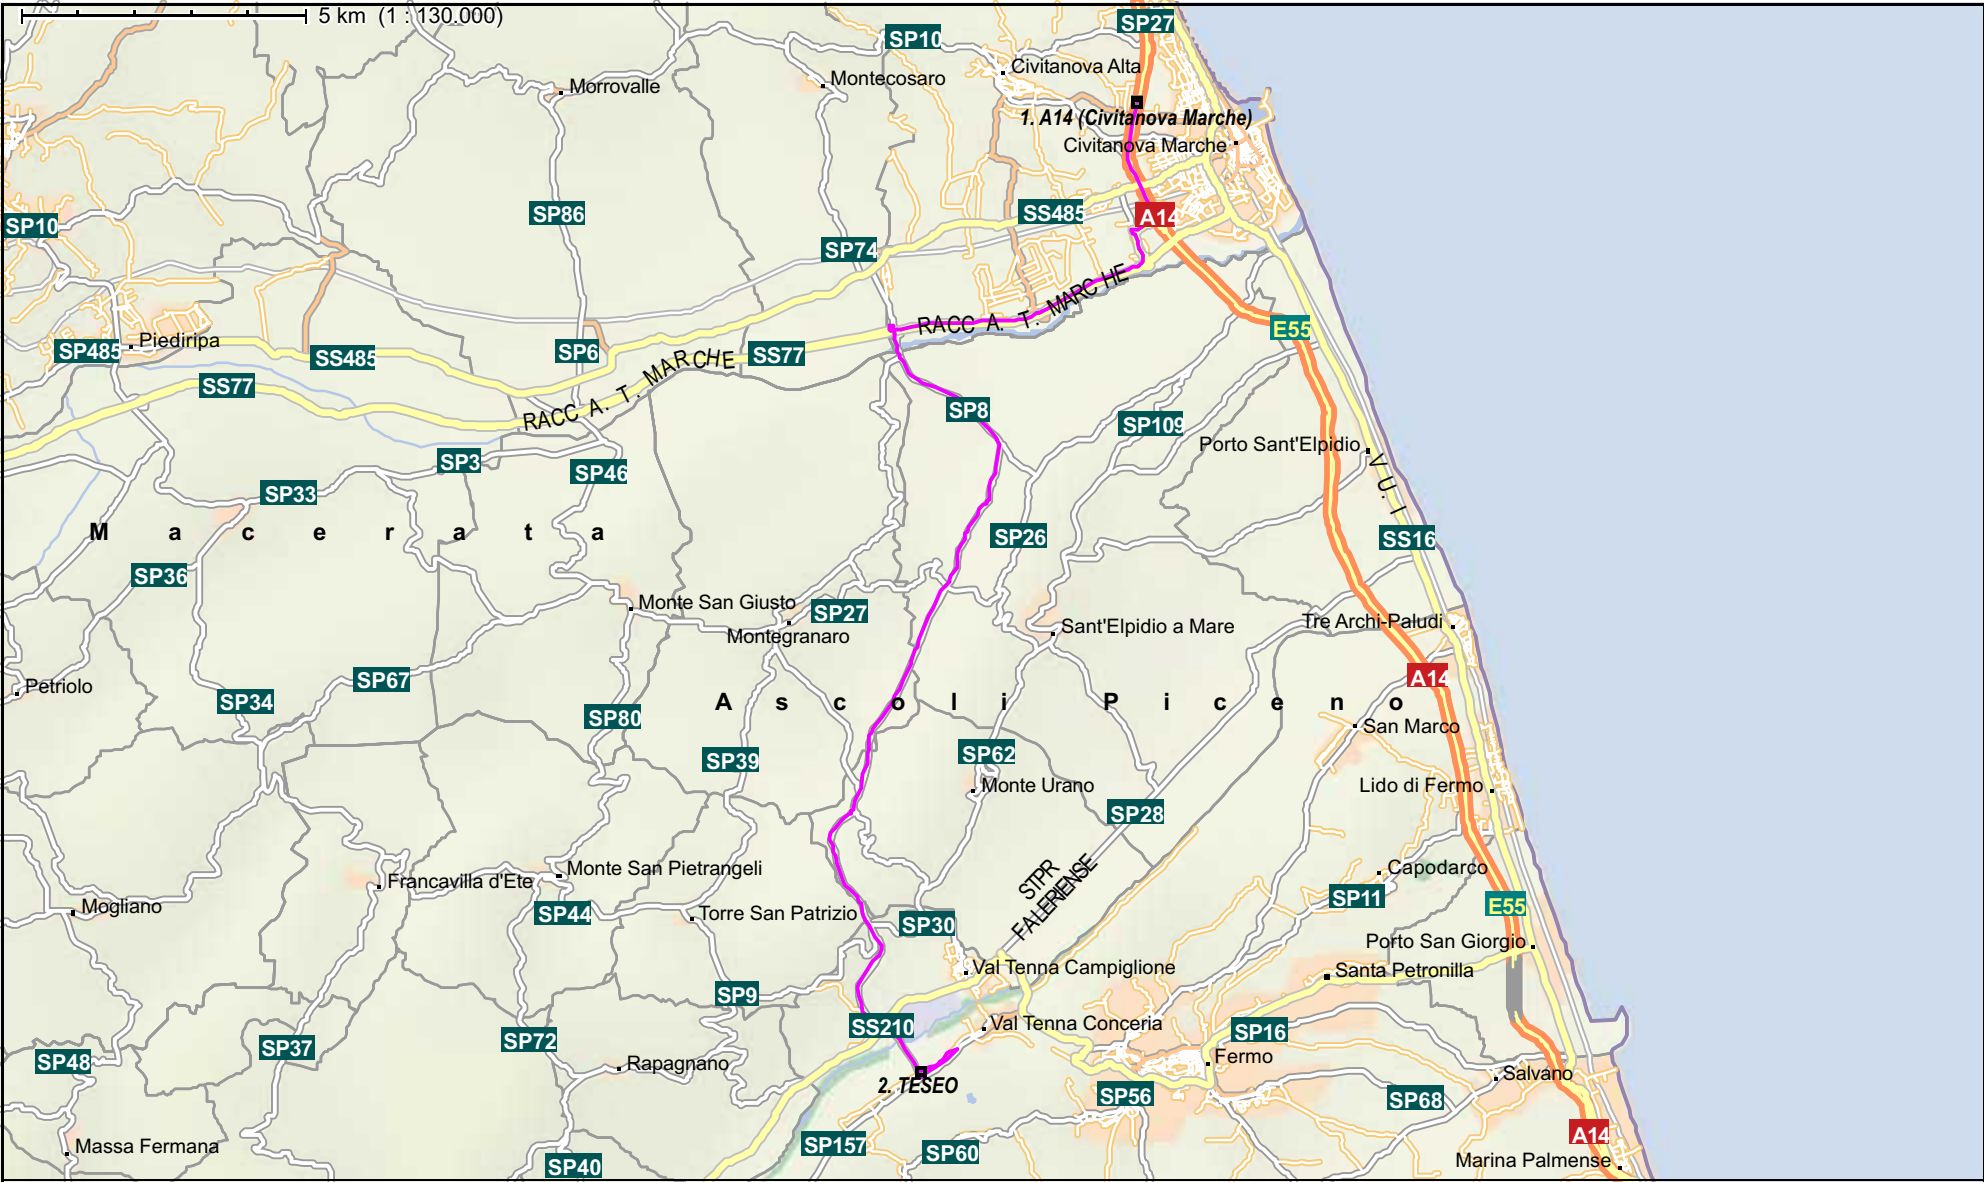 5 km (1 : 130.000)
SP27
SP10
Civitanova Alta
Montecosaro
Morrovalle
1. A14 (Civitanova Marche)
Civitanova Marche
SP10
SP86
SS485
A14
SP74
RACC A. T. MARCHE
E55
Piediripa
SP485
SS485
SP6
SS77
SS77
RACC A. T. MARCHE
SP8
SP109
Porto Sant'Elpidio
V U. I
SP3
SP46
SP33
Macerata
SP26
SS16
SP36
Monte San Giusto
SP27
Montegranaro
Sant'Elpidio a Mare
Tre Archi-Paludi
Petriolo
SP67
A14
SP34
Ascoli Piceno
SP80
San Marco
SP39
SP62
Monte Urano
Lido di Fermo
SP28
Monte San Pietrangeli
Capodarco
Francavilla d'Ete
STPR
FALERIENSE
SP11
E55
Mogliano
SP44
Torre San Patrizio
SP30
Porto San Giorgio
Val Tenna Campiglione
Santa Petronilla
SP9
SS210
Val Tenna Conceria
SP16
SP72
SP37
SP48
Rapagnano
Fermo
2. TESEO
Salvano
SP56
SP68
A14
Massa Fermana
SP157
SP60
SP40
Marina Palmense